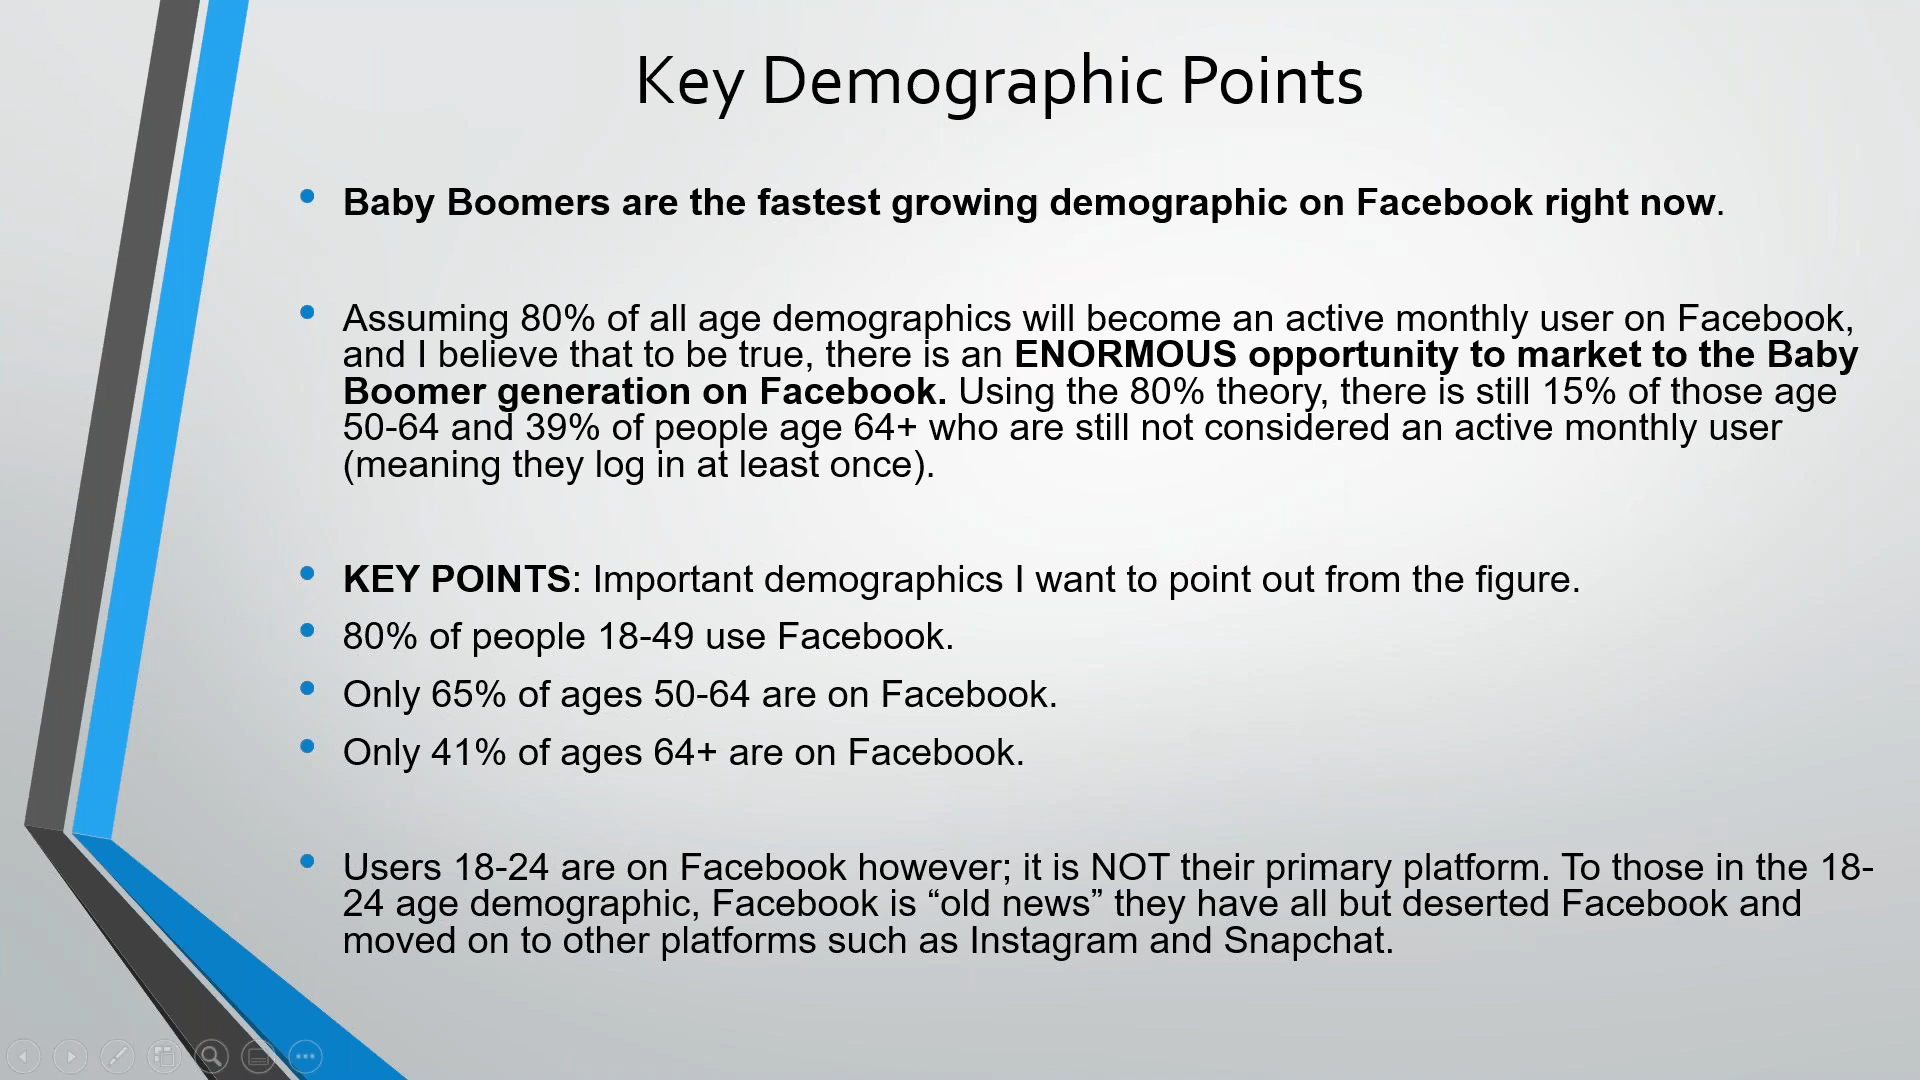 Key Demographic Points
• Baby Boomers are the fastest growing demographic on Facebook right now.
• Assuming 80% of all age demographics will become an active monthly user on Facebook,
and I believe that to be true, there is an ENORMOUS opportunity to market to the Baby
Boomer generation on Facebook. Using the 80% theory, there is still 15% of those age
50-64 and 39% of people age 64+ who are still not considered an active monthly user
(meaning they log in at least once).
• KEY POINTS: Important demographics I want to point out from the figure.
• 80% of people 18-49 use Facebook.
• Only 65% of ages 50-64 are on Facebook.
• Only 41% of ages 64+ are on Facebook.
• Users 18-24 are on Facebook however; it is NOT their primary platform. To those in the 18-
24 age demographic, Facebook is “old news” they have all but deserted Facebook and
moved on to other platforms such as Instagram and Snapchat.